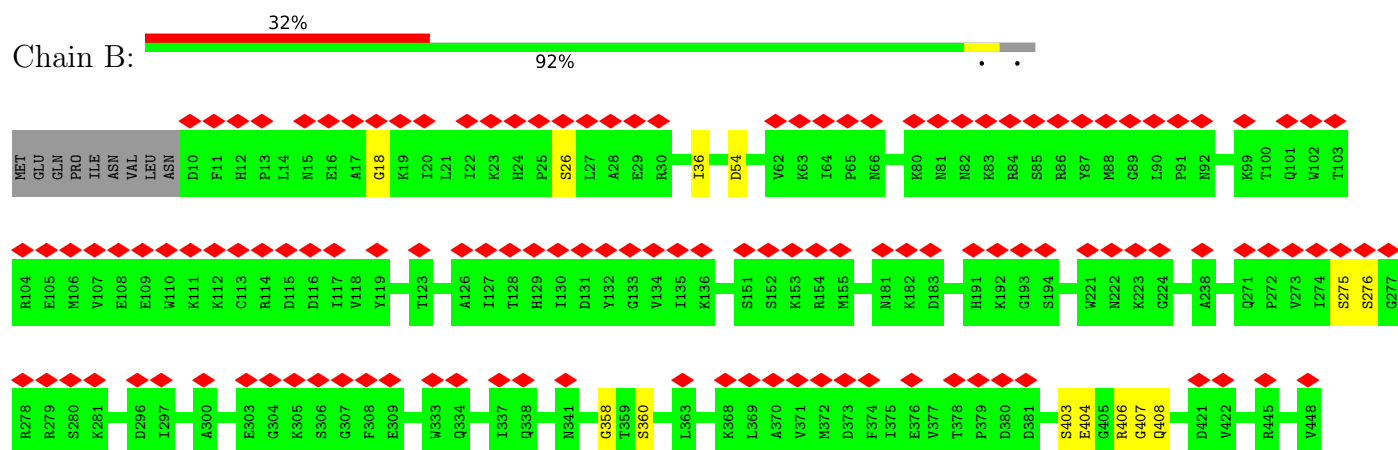 32%
Chain B:
92%
• •
MET GLU GLN PRO ILE ASN VAL LEU ASN D10 F11 H12 P13 L14 N15 E16 A17 G18 K19 I20 L21 I22 K23 H24 P25 S26 L27 A28 E29 R30 I36 D54 V62 K63 I64 P65 N66 K80 N81 N82 K83 R84 S85 R86 Y87 M88 G89 L90 P91 N92 K99 T100 Q101 W102 T103
R104 E105 M106 V107 E108 E109 W110 K111 K112 C113 R114 D115 D116 I117 V118 Y119 T123 A126 I127 T128 H129 I130 D131 Y132 G133 V134 I135 K136 S151 S152 K153 R154 M155 N181 K182 D183 H191 K192 G193 S194 W221 N222 K223 G224 A238 Q271 P272 V273 I274 S275 S276 G277
R278 R279 S280 K281 D296 I297 A300 E303 G304 K305 S306 G307 F308 E309 W333 Q334 I337 Q338 N341 G358 T359 S360 L363 K368 L369 A370 V371 M372 D373 F374 I375 E376 V377 T378 P379 D380 D381 S403 E404 G405 R406 G407 Q408 D421 V422 R445 V448